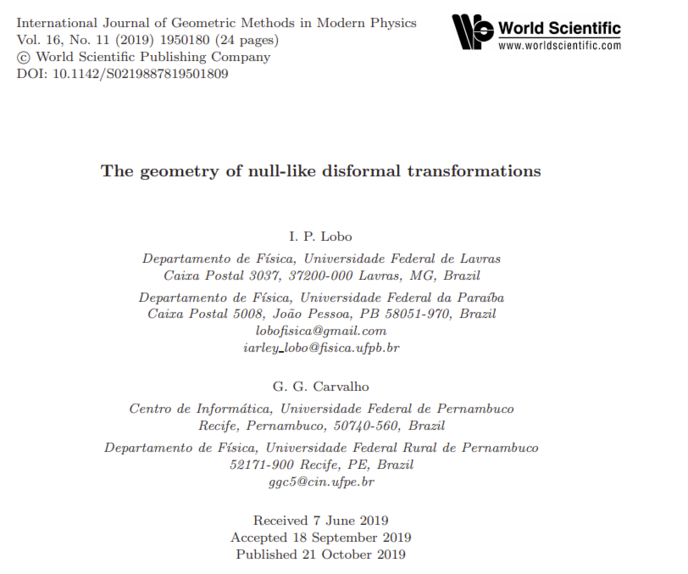 International Journal of Geometric Methods in Modern Physics
Vol. 16, No. 11 (2019) 1950180 (24 pages)
© World Scientific Publishing Company
DOI: 10.1142/S0219887819501809
World Scientific
www.worldscientific.com
The geometry of null-like disformal transformations
I. P. Lobo
Departamento de Física, Universidade Federal de Lavras
Caixa Postal 3037, 37200-000 Lavras, MG, Brazil
Departamento de Física, Universidade Federal da Paraíba
Caixa Postal 5008, João Pessoa, PB 58051-970, Brazil
lobofisica@gmail.com
iarley_lobo@fisica.ufpb.br
G. G. Carvalho
Centro de Informática, Universidade Federal de Pernambuco
Recife, Pernambuco, 50740-560, Brazil
Departamento de Física, Universidade Federal Rural de Pernambuco
52171-900 Recife, PE, Brazil
ggc5@cin.ufpe.br
Received 7 June 2019
Accepted 18 September 2019
Published 21 October 2019